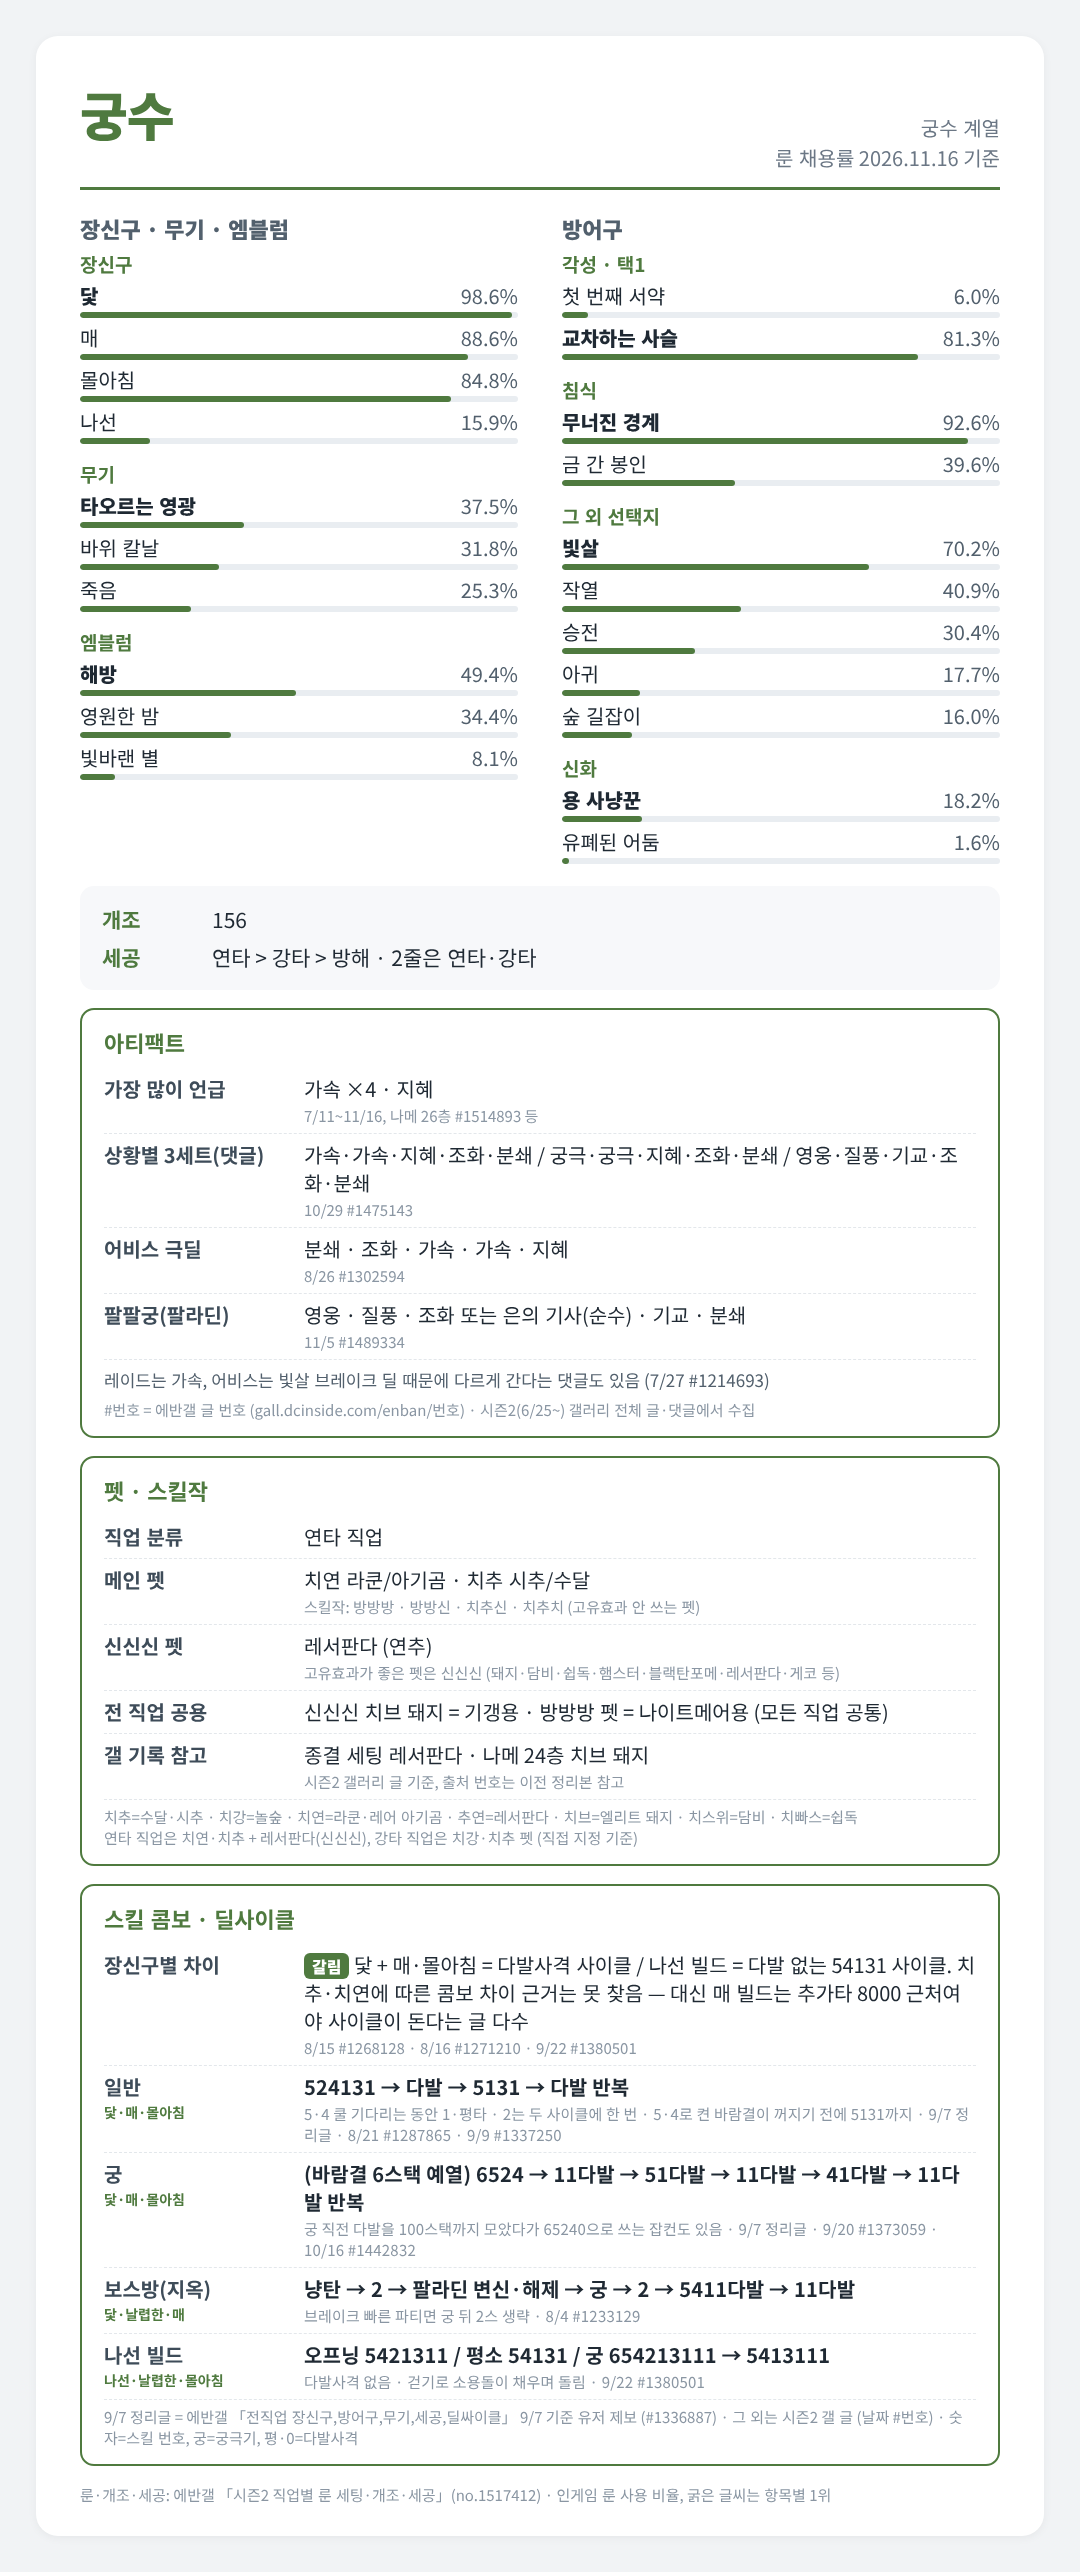 궁수
궁수 계열
룬 채용률 2026.11.16 기준
장신구 · 무기 · 엠블럼
장신구
닻 98.6%
매 88.6%
몰아침 84.8%
나선 15.9%
무기
타오르는 영광 37.5%
바위 칼날 31.8%
죽음 25.3%
엠블럼
해방 49.4%
영원한 밤 34.4%
빛바랜 별 8.1%
방어구
각성 · 택1
첫 번째 서약 6.0%
교차하는 사슬 81.3%
침식
무너진 경계 92.6%
금 간 봉인 39.6%
그 외 선택지
빛살 70.2%
작열 40.9%
승전 30.4%
아귀 17.7%
숲 길잡이 16.0%
신화
용 사냥꾼 18.2%
유폐된 어둠 1.6%
개조 156
세공 연타 > 강타 > 방해 · 2줄은 연타·강타
아티팩트
가장 많이 언급 가속 ×4 · 지혜
7/11~11/16, 나메 26층 #1514893 등
상황별 3세트(댓글) 가속·가속·지혜·조화·분쇄 / 궁극·궁극·지혜·조화·분쇄 / 영웅·질풍·기교·조
화·분쇄
10/29 #1475143
어비스 극딜 분쇄 · 조화 · 가속 · 가속 · 지혜
8/26 #1302594
팔팔궁(팔라딘) 영웅 · 질풍 · 조화 또는 은의 기사(순수) · 기교 · 분쇄
11/5 #1489334
레이드는 가속, 어비스는 빛살 브레이크 딜 때문에 다르게 간다는 댓글도 있음 (7/27 #1214693)
#번호 = 에반갤 글 번호 (gall.dcinside.com/enban/번호) · 시즌2(6/25~) 갤러리 전체 글·댓글에서 수집
펫 · 스킬작
직업 분류 연타 직업
메인 펫 치연 라쿤/아기곰 · 치추 시추/수달
스킬작: 방방방 · 방방신 · 치추신 · 치추치 (고유효과 안 쓰는 펫)
신신신 펫 레서판다 (연추)
고유효과가 좋은 펫은 신신신 (돼지·담비·쉽독·햄스터·블랙탄포메·레서판다·게코 등)
전 직업 공용 신신신 치브 돼지 = 기갱용 · 방방방 펫 = 나이트메어용 (모든 직업 공통)
갤 기록 참고 종결 세팅 레서판다 · 나메 24층 치브 돼지
시즌2 갤러리 글 기준, 출처 번호는 이전 정리본 참고
치추=수달·시추 · 치강=놀숲 · 치연=라쿤·레어 아기곰 · 추연=레서판다 · 치브=엘리트 돼지 · 치스위=담비 · 치빠스=쉽독
연타 직업은 치연·치추 + 레서판다(신신신), 강타 직업은 치강·치추 펫 (직접 지정 기준)
스킬 콤보 · 딜사이클
장신구별 차이 갈림 닻 + 매·몰아침 = 다발사격 사이클 / 나선 빌드 = 다발 없는 54131 사이클. 치
추·치연에 따른 콤보 차이 근거는 못 찾음 — 대신 매 빌드는 추가타 8000 근처여
야 사이클이 돈다는 글 다수
8/15 #1268128 · 8/16 #1271210 · 9/22 #1380501
일반 524131 → 다발 → 5131 → 다발 반복
닻·매·몰아침 5·4 쿨 기다리는 동안 1·평타 · 2는 두 사이클에 한 번 · 5·4로 켠 바람결이 꺼지기 전에 5131까지 · 9/7 정
리글 · 8/21 #1287865 · 9/9 #1337250
궁 (바람결 6스택 예열) 6524 → 11다발 → 51다발 → 11다발 → 41다발 → 11다
닻·매·몰아침 발 반복
궁 직전 다발을 100스택까지 모았다가 65240으로 쓰는 잡컨도 있음 · 9/7 정리글 · 9/20 #1373059 ·
10/16 #1442832
보스방(지옥) 냥탄 → 2 → 팔라딘 변신·해제 → 궁 → 2 → 5411다발 → 11다발
닻·날렵한·매 브레이크 빠른 파티면 궁 뒤 2스 생략 · 8/4 #1233129
나선 빌드 오프닝 5421311 / 평소 54131 / 궁 654213111 → 5413111
나선·날렵한·몰아침 다발사격 없음 · 걷기로 소용돌이 채우며 돌림 · 9/22 #1380501
9/7 정리글 = 에반갤 「전직업 장신구,방어구,무기,세공,딜싸이클」 9/7 기준 유저 제보 (#1336887) · 그 외는 시즌2 갤 글 (날짜 #번호) · 숫
자=스킬 번호, 궁=궁극기, 평·0=다발사격
룬·개조·세공: 에반갤 「시즌2 직업별 룬 세팅·개조·세공」(no.1517412) · 인게임 룬 사용 비율, 굵은 글씨는 항목별 1위